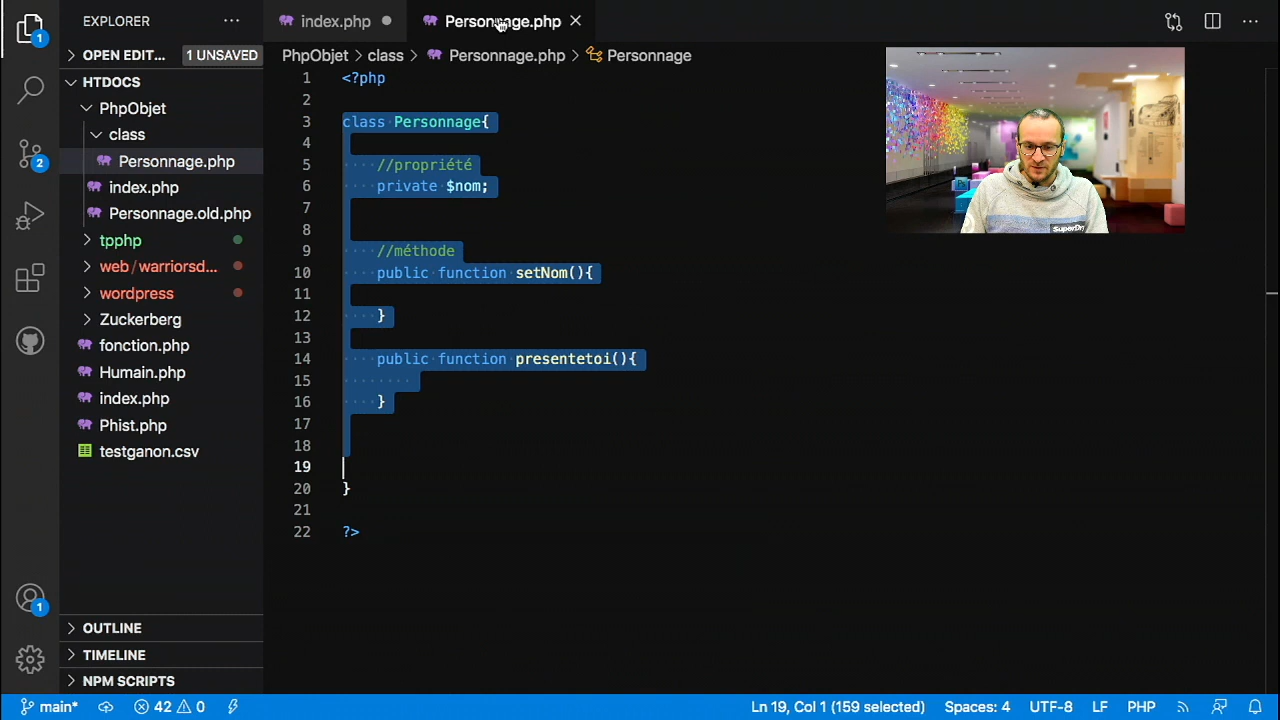 EXPLORER ··· index.php Personnage.php ···
OPEN EDIT... 1 UNSAVED PhpObjet > class > Personnage.php > Personnage
HTDOCS
PhpObjet
class
Personnage.php
index.php
Personnage.old.php
tpphp
web / warriorsd...
wordpress
Zuckerberg
fonction.php
Humain.php
index.php
Phist.php
testganon.csv
OUTLINE
TIMELINE
NPM SCRIPTS
1
2
1
1 <?php
2
3 class Personnage{
4
5 //propriété
6 private $nom;
7
8
9 //méthode
10 public function setNom(){
11
12 }
13
14 public function presentetoi(){
15
16 }
17
18
19
20 }
21
22 ?>
SUPERDR
main* 42 0 Ln 19, Col 1 (159 selected) Spaces: 4 UTF-8 LF PHP